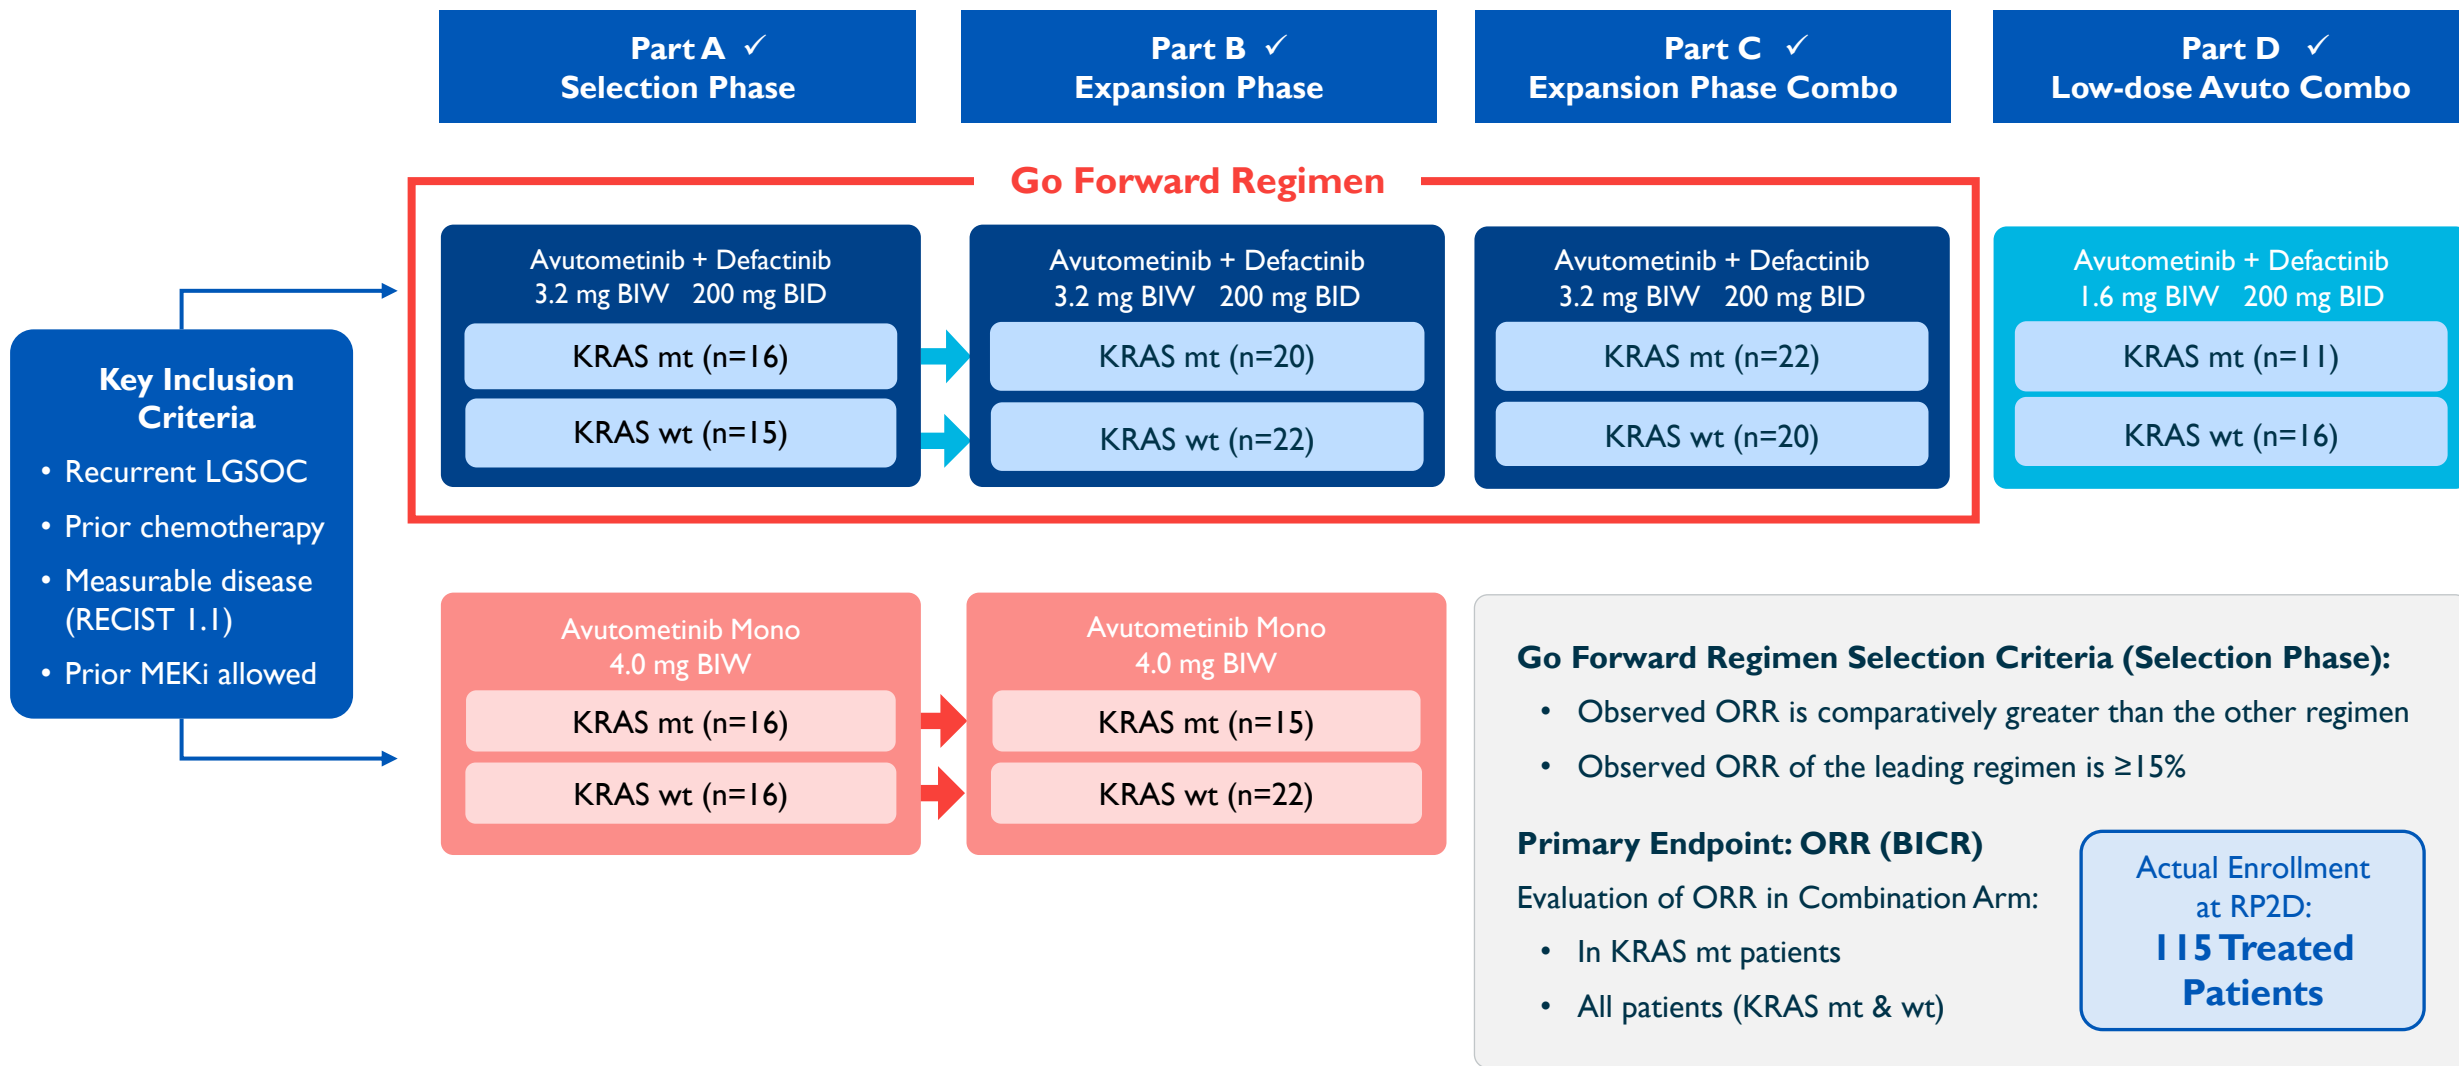 Part A ✓
Selection Phase
Part B ✓
Expansion Phase
Part C ✓
Expansion Phase Combo
Part D ✓
Low-dose Avuto Combo
Go Forward Regimen
Key Inclusion
Criteria
• Recurrent LGSOC
• Prior chemotherapy
• Measurable disease
(RECIST 1.1)
• Prior MEKi allowed
Avutometinib + Defactinib
3.2 mg BIW 200 mg BID
KRAS mt (n=16)
KRAS wt (n=15)
Avutometinib + Defactinib
3.2 mg BIW 200 mg BID
KRAS mt (n=20)
KRAS wt (n=22)
Avutometinib + Defactinib
3.2 mg BIW 200 mg BID
KRAS mt (n=22)
KRAS wt (n=20)
Avutometinib + Defactinib
1.6 mg BIW 200 mg BID
KRAS mt (n=11)
KRAS wt (n=16)
Avutometinib Mono
4.0 mg BIW
KRAS mt (n=16)
KRAS wt (n=16)
Avutometinib Mono
4.0 mg BIW
KRAS mt (n=15)
KRAS wt (n=22)
Go Forward Regimen Selection Criteria (Selection Phase):
• Observed ORR is comparatively greater than the other regimen
• Observed ORR of the leading regimen is ≥15%
Primary Endpoint: ORR (BICR)
Evaluation of ORR in Combination Arm:
• In KRAS mt patients
• All patients (KRAS mt & wt)
Actual Enrollment
at RP2D:
115 Treated
Patients